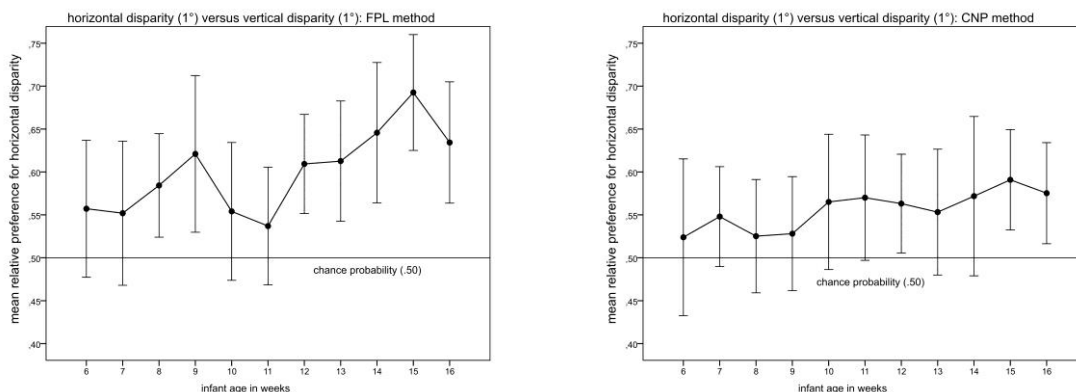 horizontal disparity (1°) versus vertical disparity (1°): FPL method
mean relative preference for horizontal disparity
,75
,70
,65
,60
,55
,50
,45
,40
chance probability (.50)
6 7 8 9 10 11 12 13 14 15 16
infant age in weeks
horizontal disparity (1°) versus vertical disparity (1°): CNP method
mean relative preference for horizontal disparity
,75
,70
,65
,60
,55
,50
,45
,40
chance probability (.50)
6 7 8 9 10 11 12 13 14 15 16
infant age in weeks